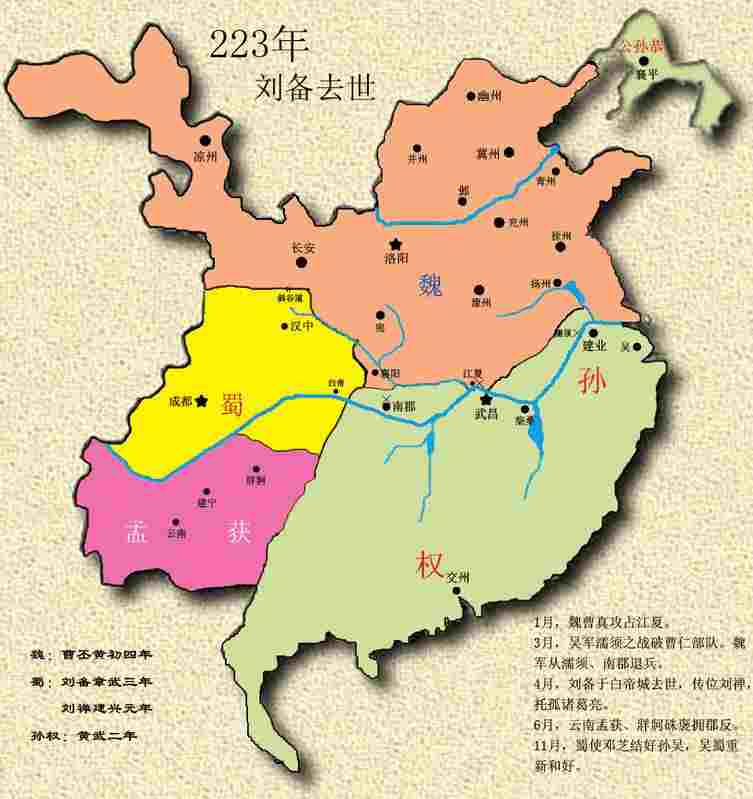 223年
刘备去世
公孙恭
襄平
幽州
凉州
并州
冀州
青州
邺
兖州
徐州
长安
洛阳
扬州
魏
豫州
斜谷道
汉中
宛
濡须
建业
吴
襄阳
江夏
白帝
孙
成都
蜀
南郡
武昌
柴桑
牂牁
建宁
孟获
云南
权
交州
魏：曹丕黄初四年
蜀：刘备章武三年
刘禅建兴元年
孙权：黄武二年
1月，魏曹真攻占江夏。
3月，吴军濡须之战破曹仁部队。魏
军从濡须、南郡退兵。
4月，刘备于白帝城去世，传位刘禅，
托孤诸葛亮。
6月，云南孟获、牂牁硃褒拥郡反。
11月，蜀使邓芝结好孙吴，吴蜀重
新和好。